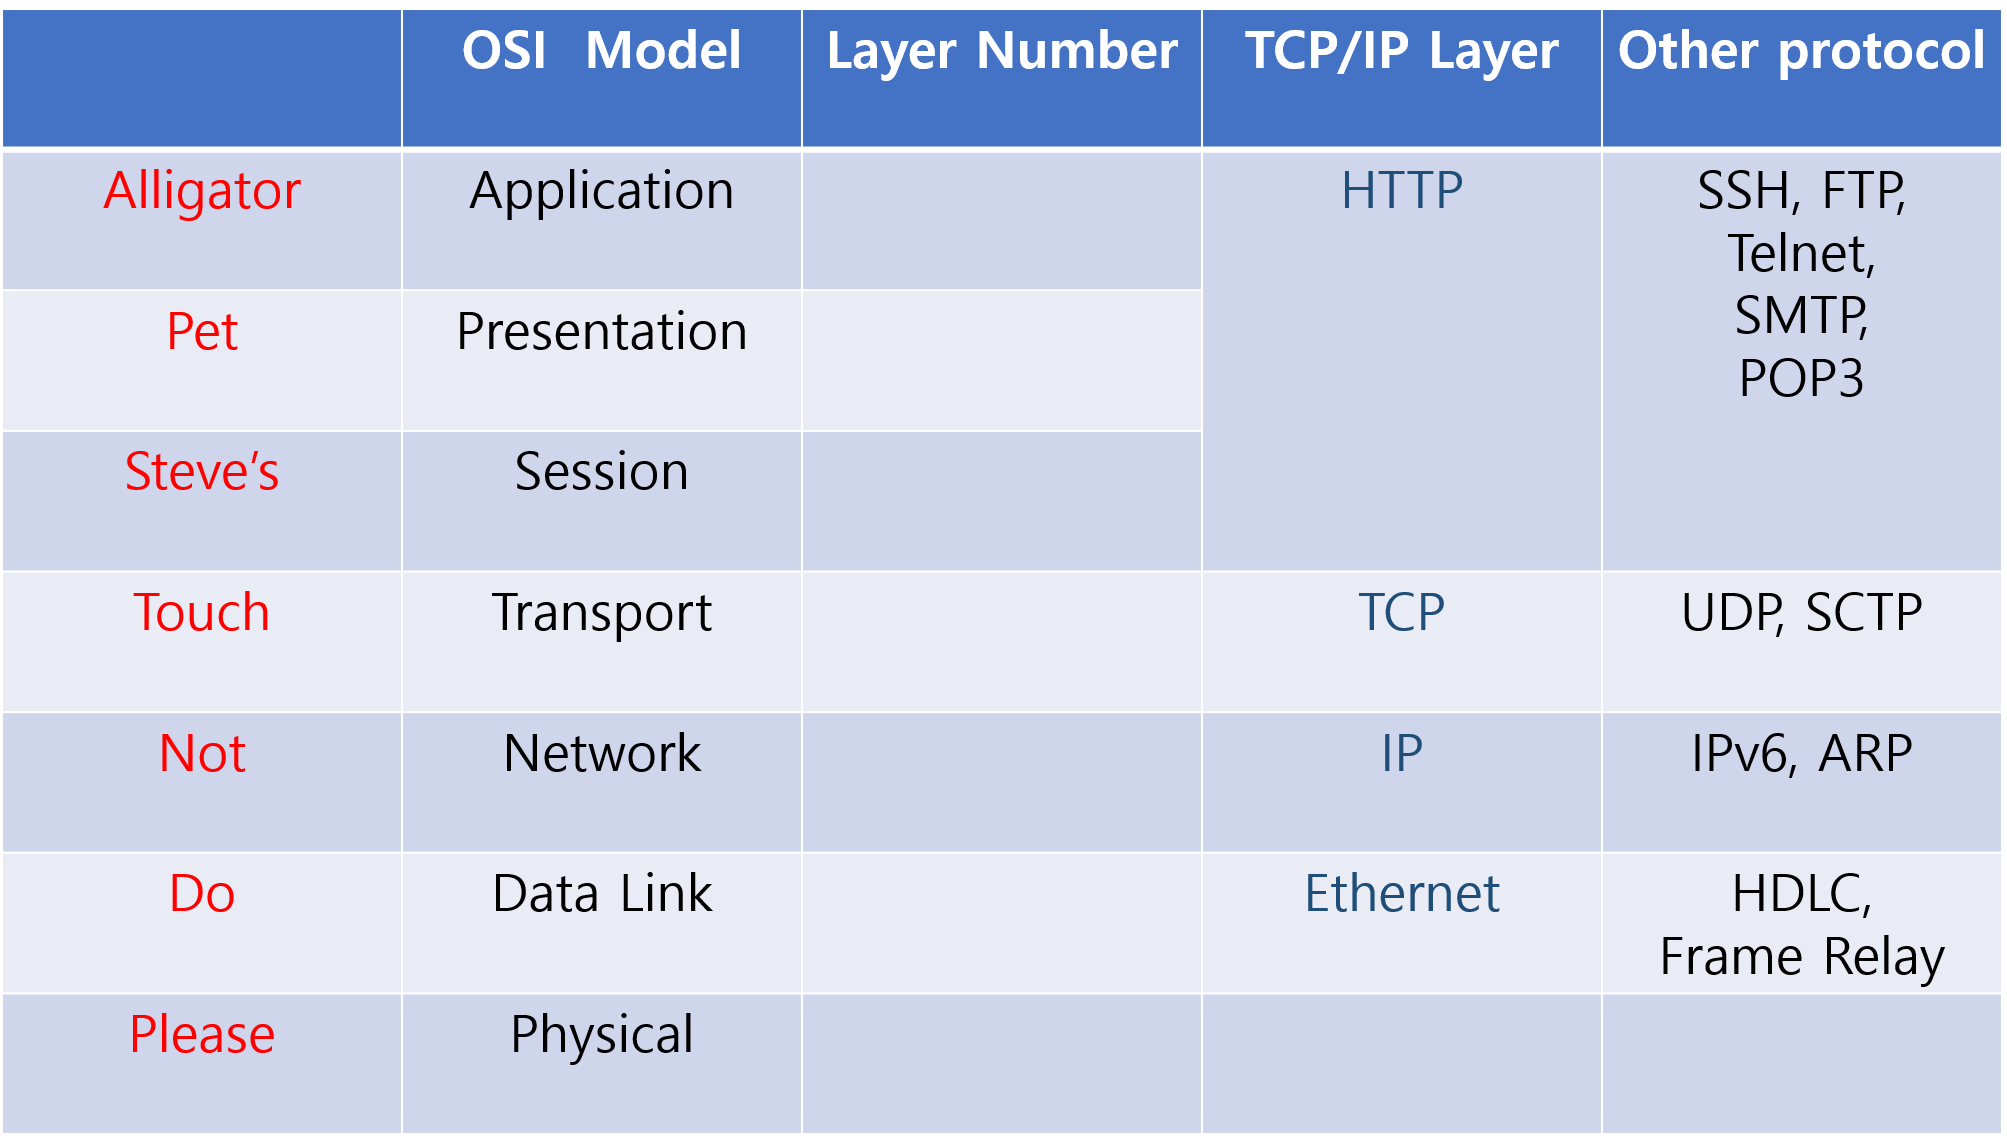 OSI Model Layer Number TCP/IP Layer Other protocol
Alligator Application HTTP SSH, FTP,
Telnet,
SMTP,
POP3
Pet Presentation
Steve’s Session
Touch Transport TCP UDP, SCTP
Not Network IP IPv6, ARP
Do Data Link Ethernet HDLC,
Frame Relay
Please Physical